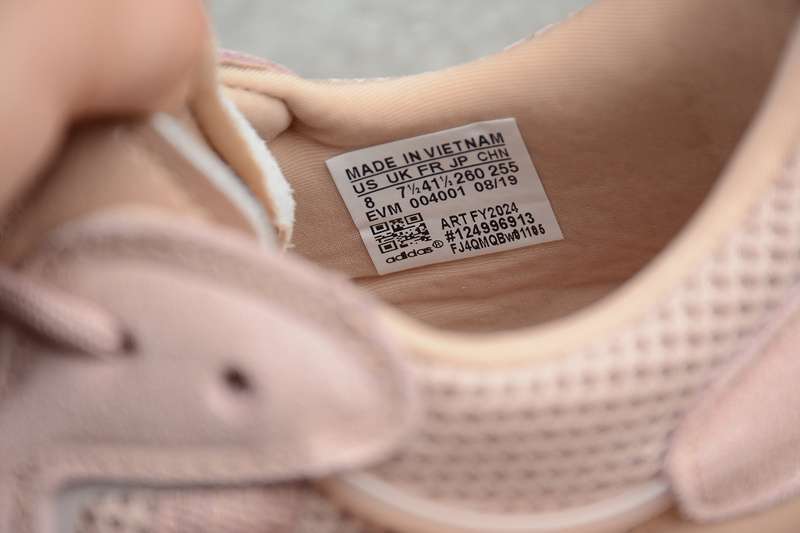 MADE IN VIETNAM
US UK FR JP CHN
8 7½ 41⅓ 260 255
EVM 004001 08/19
ART FY2024
#124996913
FJ4QMQBw01195
adidas®